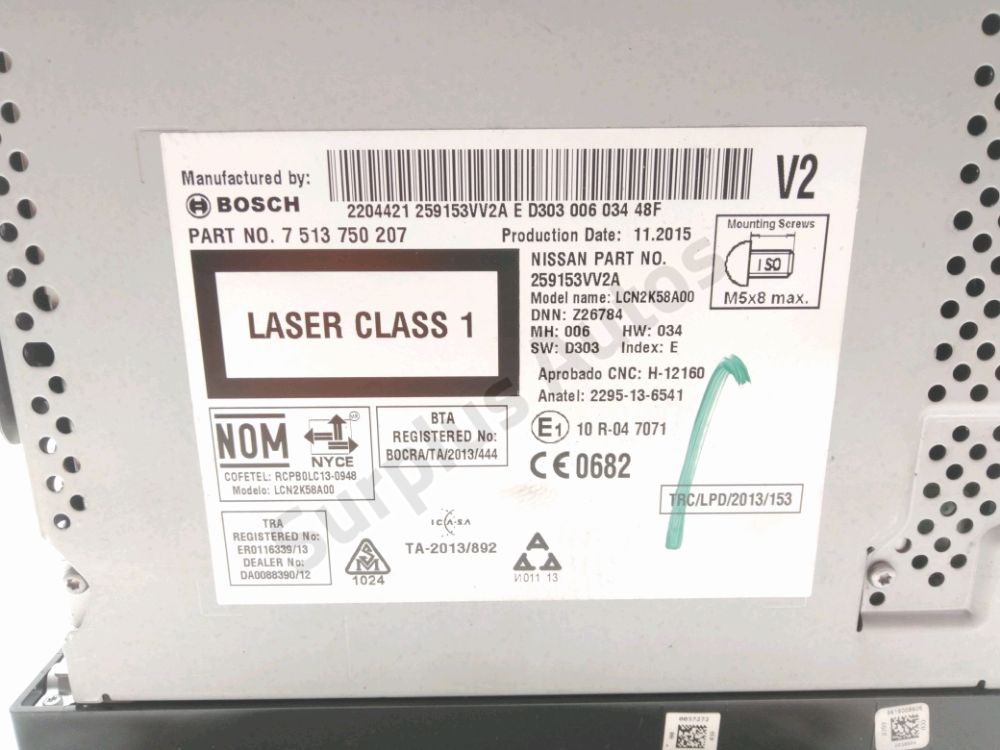 Manufactured by:
BOSCH
V2
2204421 259153VV2A E D303 006 034 48F
PART NO. 7 513 750 207
Production Date: 11.2015
Mounting Screws
ISO
M5x8 max.
LASER CLASS 1
NISSAN PART NO.
259153VV2A
Model name: LCN2K58A00
DNN: Z26784
MH: 006 HW: 034
SW: D303 Index: E
Aprobado CNC: H-12160
Anatel: 2295-13-6541
E1 10 R-04 7071
CE 0682
NOM
NYCE
COFETEL: RCPBOLC13-0948
Modelo: LCN2K58A00
BTA
REGISTERED No:
BOCRA/TA/2013/444
TRC/LPD/2013/153
TRA
REGISTERED No:
ER0116339/13
DEALER No:
DA0088390/12
1024
ICASA
TA-2013/892
И011 13
Surplus Autos
0037273